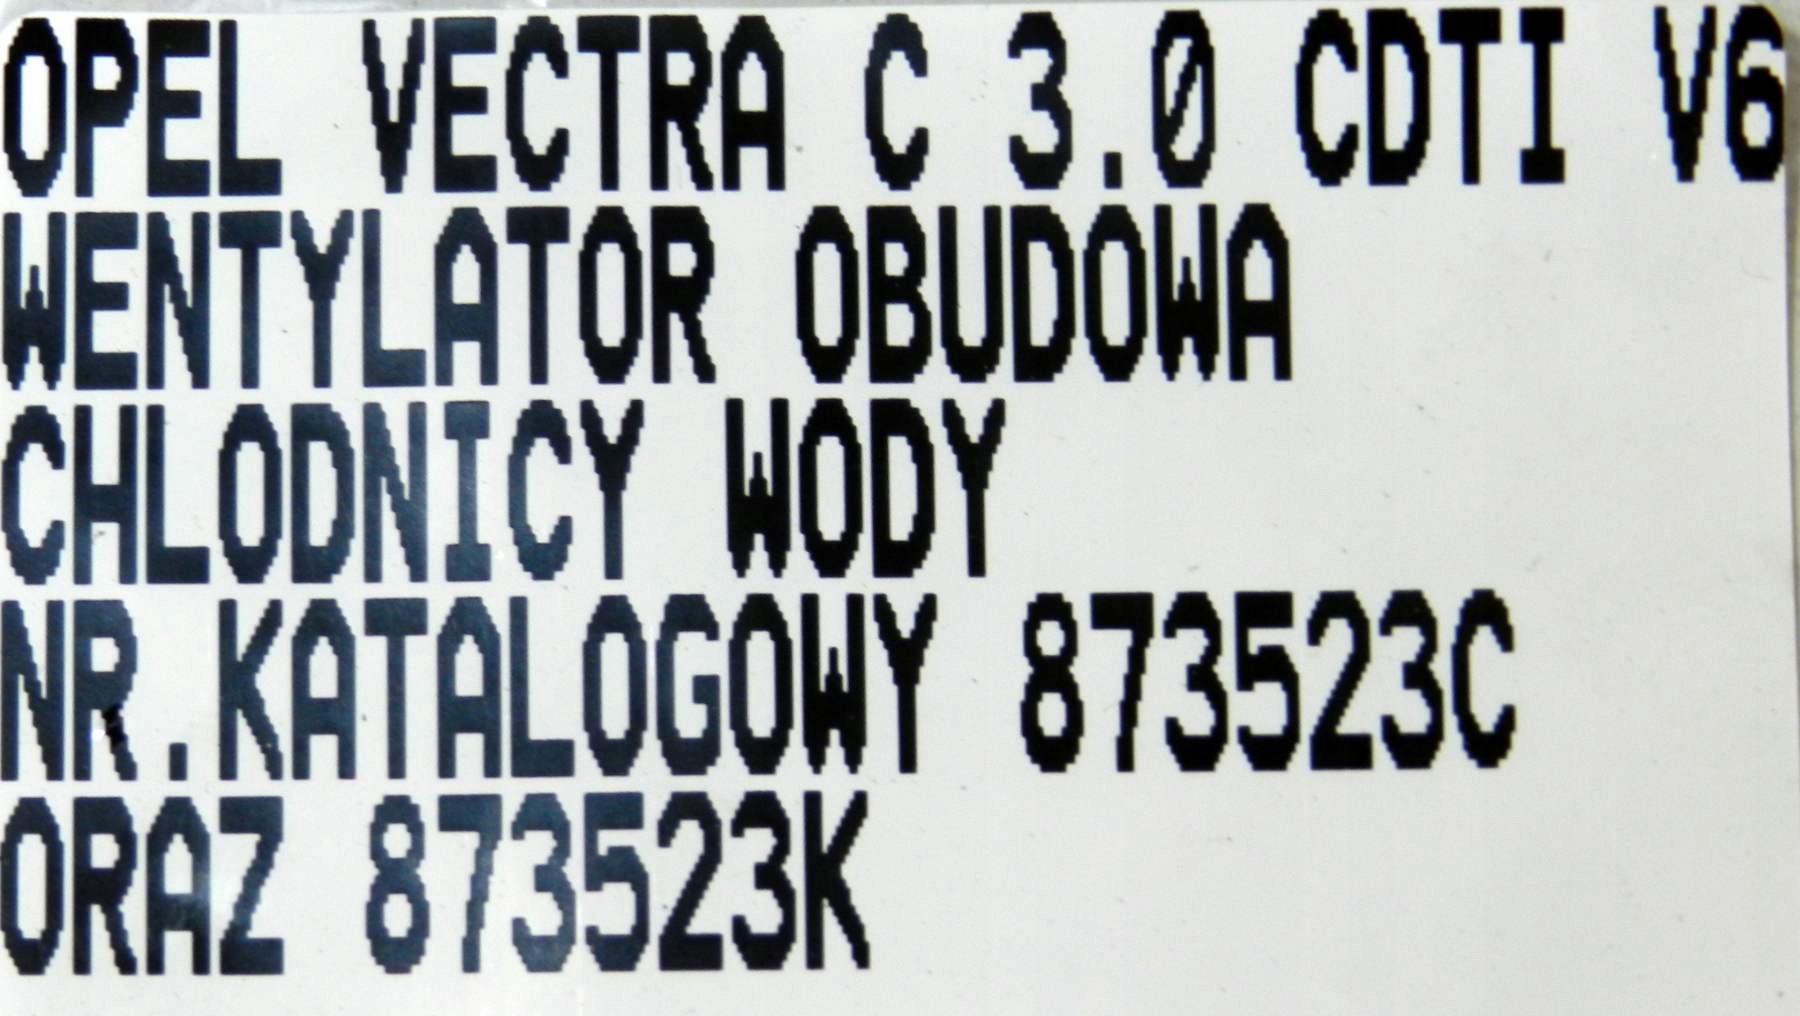 OPEL VECTRA C 3.0 CDTI V6
WENTYLATOR OBUDOWA
CHLODNICY WODY
NR.KATALOGOWY 873523C
ORAZ 873523K